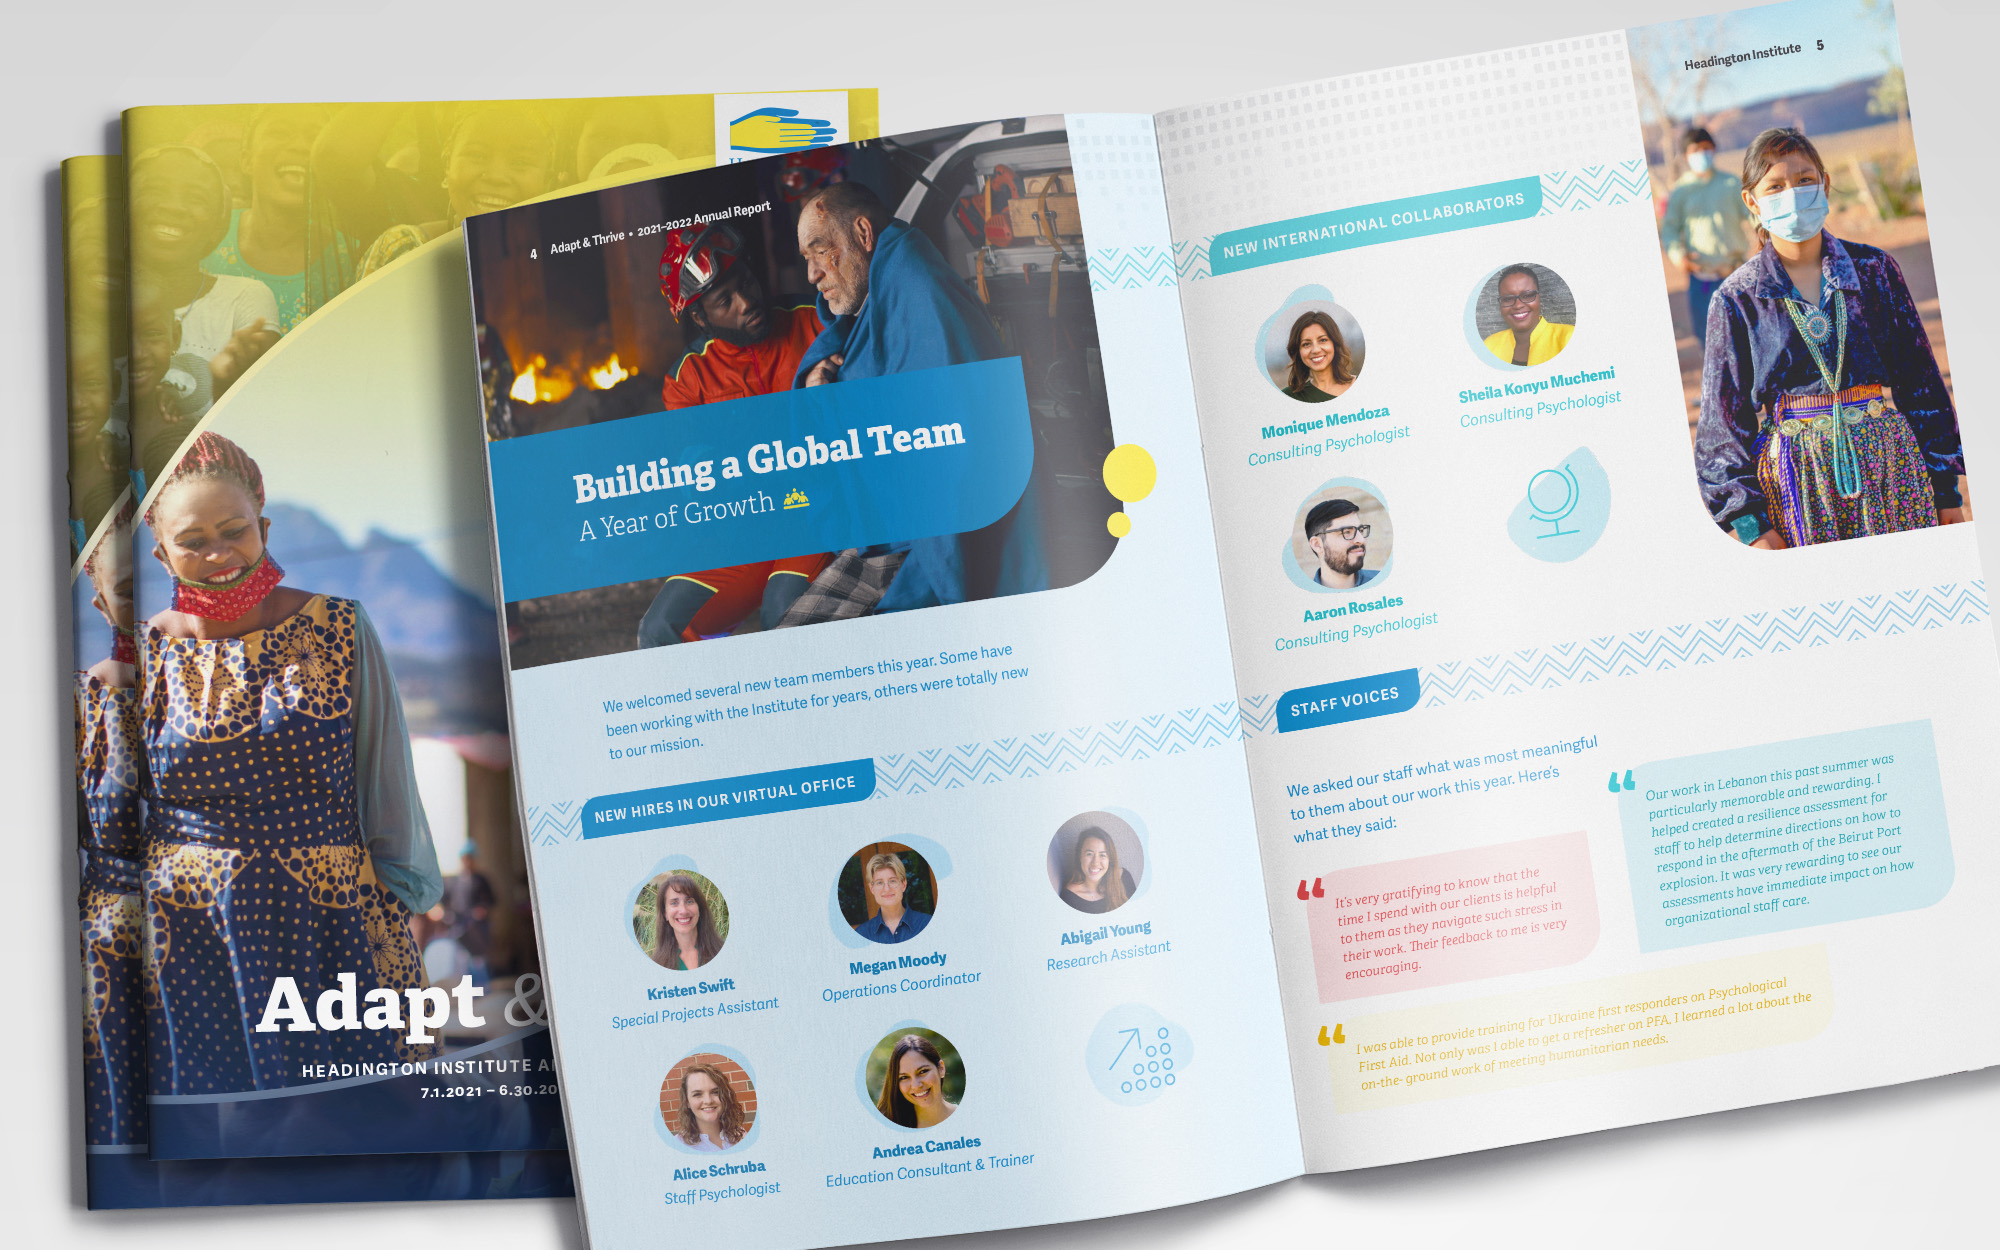 Adapt &
HEADINGTON INSTITUTE
7.1.2021 – 6.30.20
4 Adapt & Thrive • 2021–2022 Annual Report
Building a Global Team
A Year of Growth
We welcomed several new team members this year. Some have
been working with the Institute for years, others were totally new
to our mission.
NEW HIRES IN OUR VIRTUAL OFFICE
Kristen Swift
Special Projects Assistant
Megan Moody
Operations Coordinator
Abigail Young
Research Assistant
Alice Schruba
Staff Psychologist
Andrea Canales
Education Consultant & Trainer
Headington Institute 5
NEW INTERNATIONAL COLLABORATORS
Monique Mendoza
Consulting Psychologist
Sheila Konyu Muchemi
Consulting Psychologist
Aaron Rosales
Consulting Psychologist
STAFF VOICES
We asked our staff what was most meaningful
to them about our work this year. Here's
what they said:
“ It's very gratifying to know that the
time I spend with our clients is helpful
to them as they navigate such stress in
their work. Their feedback to me is very
encouraging.
“ Our work in Lebanon this past summer was
particularly memorable and rewarding. I
helped created a resilience assessment for
staff to help determine directions on how to
respond in the aftermath of the Beirut Port
explosion. It was very rewarding to see our
assessments have immediate impact on how
organizational staff care.
“ I was able to provide training for Ukraine first responders on Psychological
First Aid. Not only was I able to get a refresher on PFA. I learned a lot about the
on-the- ground work of meeting humanitarian needs.